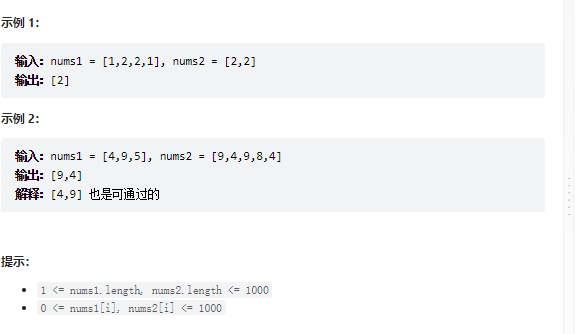 示例 1：
输入：nums1 = [1,2,2,1], nums2 = [2,2]
输出：[2]
示例 2：
输入：nums1 = [4,9,5], nums2 = [9,4,9,8,4]
输出：[9,4]
解释：[4,9] 也是可通过的
提示：
• 1 <= nums1.length, nums2.length <= 1000
• 0 <= nums1[i], nums2[i] <= 1000